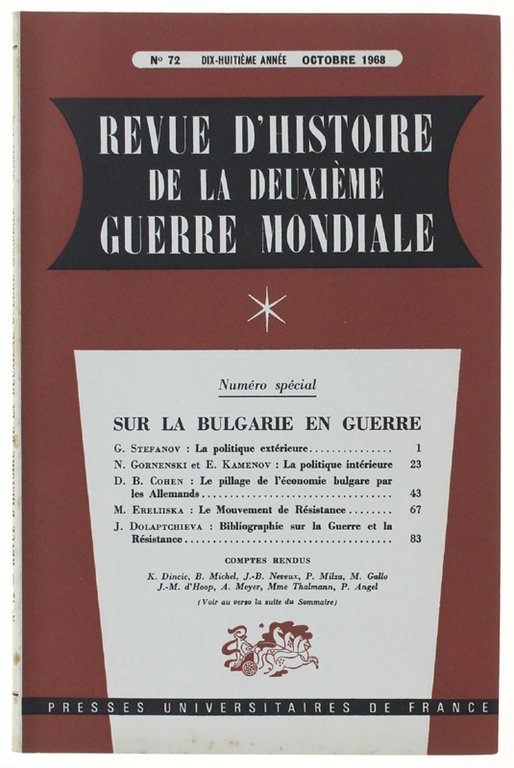 Nº 72 DIX-HUITIÈME ANNÉE OCTOBRE 1968
REVUE D'HISTOIRE
DE LA DEUXIÈME
GUERRE MONDIALE
Numéro spécial
SUR LA BULGARIE EN GUERRE
G. STEFANOV : La politique extérieure............... 1
N. GORNENSKI et E. KAMENOV : La politique intérieure 23
D. B. COHEN : Le pillage de l'économie bulgare par
les Allemands.................................. 43
M. ERELIISKA : Le Mouvement de Résistance........ 67
J. DOLAPTCHIEVA : Bibliographie sur la Guerre et la
Résistance..................................... 83
COMPTES RENDUS
K. Dincic, B. Michel, J.-B. Neveux, P. Milza, M. Gallo
J.-M. d'Hoop, A. Meyer, Mme Thalmann, P. Angel
(Voir au verso la suite du Sommaire)
PRESSES UNIVERSITAIRES DE FRANCE